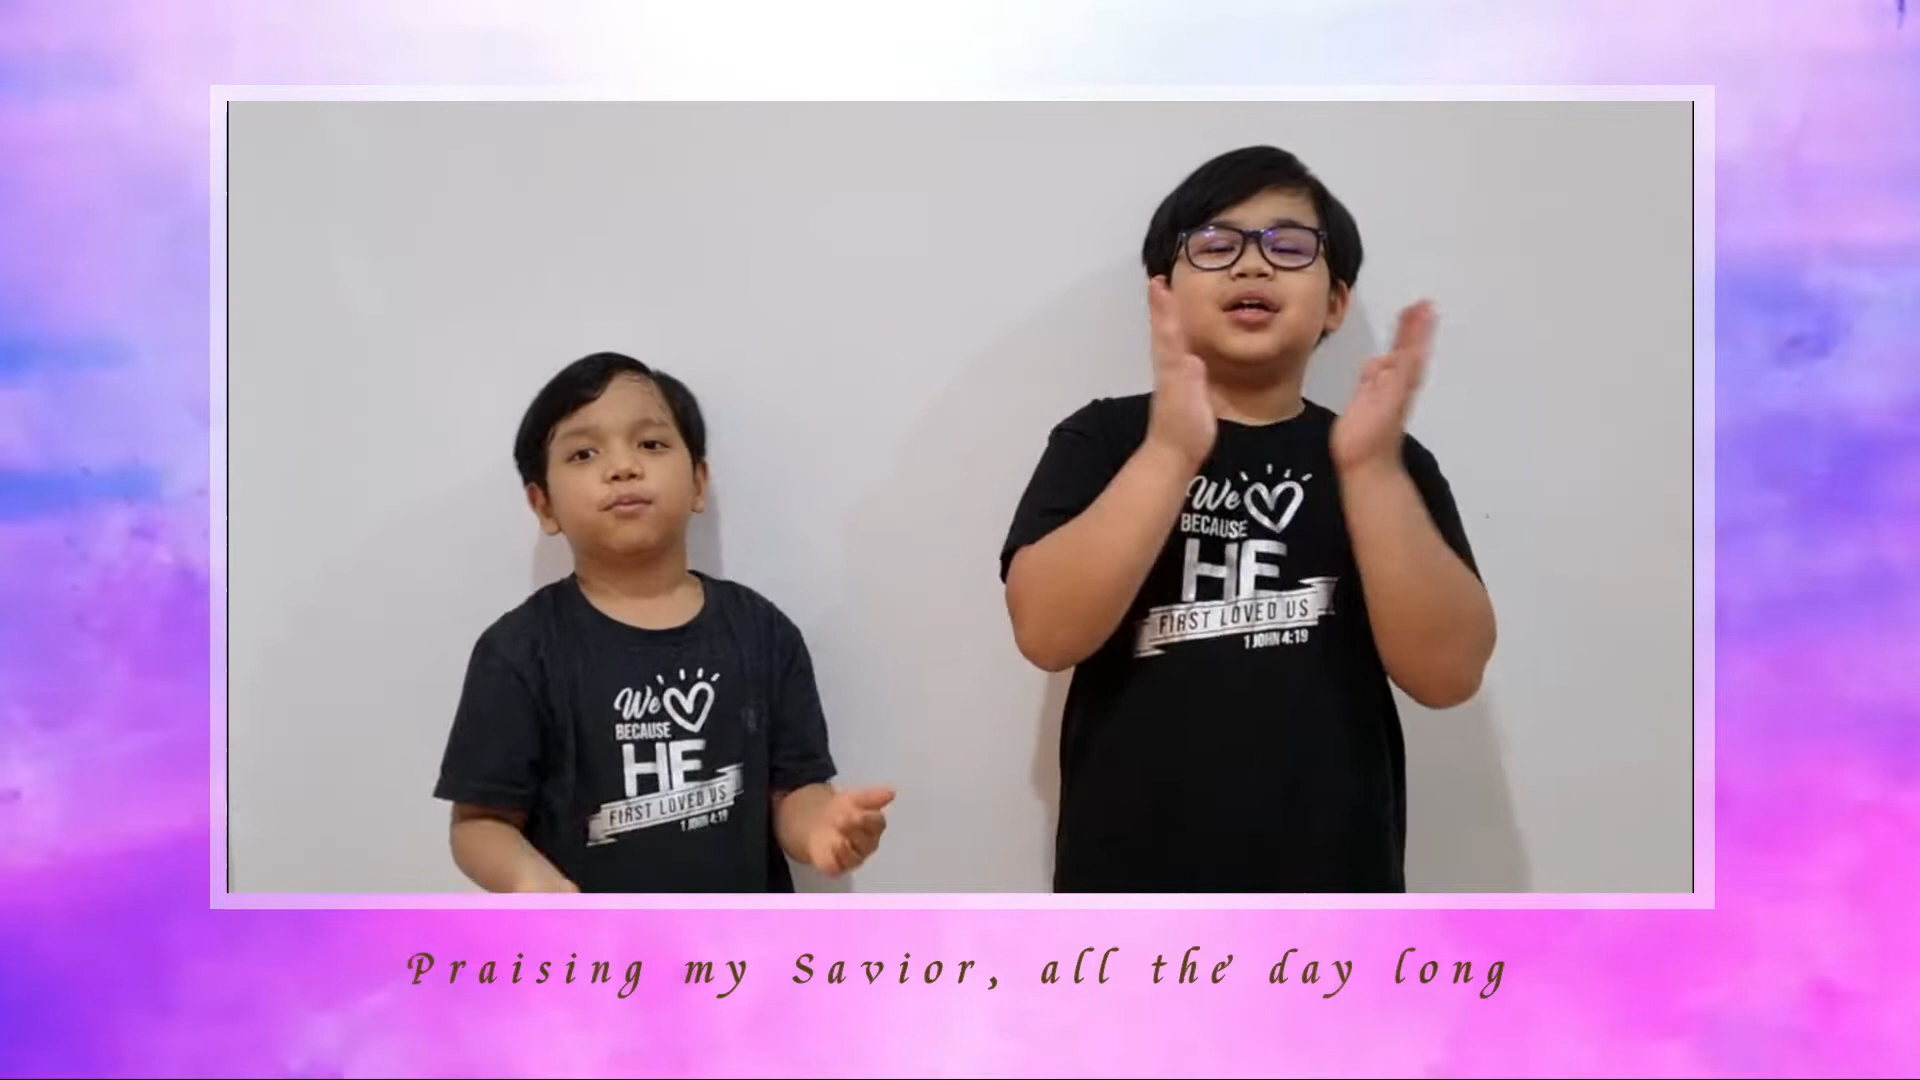 We
BECAUSE
HE
FIRST LOVED US
1 JOHN 4:19
We
BECAUSE
HE
FIRST LOVED US
1 JOHN 4:19
Praising my Savior, all the day long